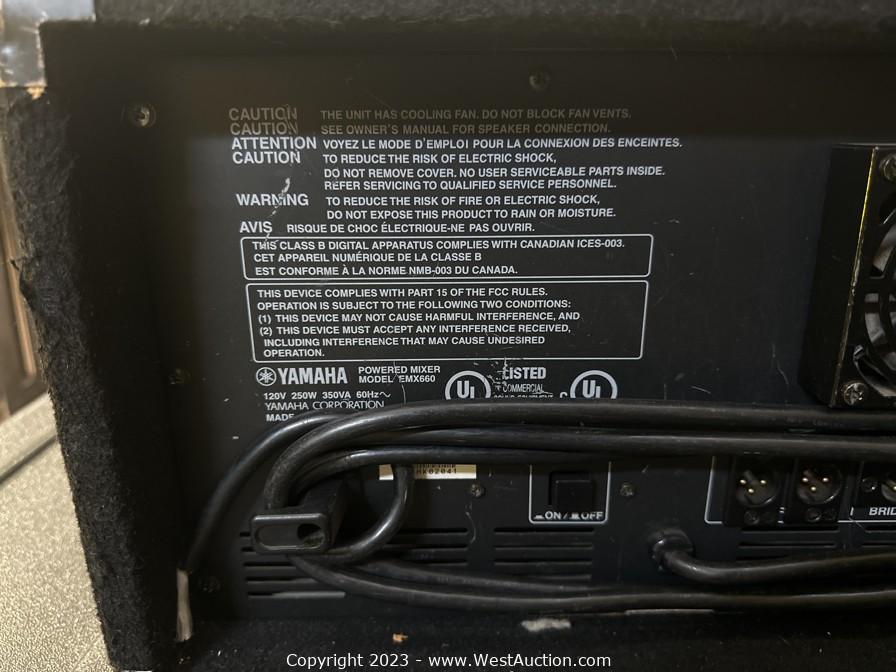 CAUTION THE UNIT HAS COOLING FAN. DO NOT BLOCK FAN VENTS.
CAUTION SEE OWNER'S MANUAL FOR SPEAKER CONNECTION.
ATTENTION VOYEZ LE MODE D'EMPLOI POUR LA CONNEXION DES ENCEINTES.
CAUTION TO REDUCE THE RISK OF ELECTRIC SHOCK,
DO NOT REMOVE COVER. NO USER SERVICEABLE PARTS INSIDE.
REFER SERVICING TO QUALIFIED SERVICE PERSONNEL.
WARNING TO REDUCE THE RISK OF FIRE OR ELECTRIC SHOCK,
DO NOT EXPOSE THIS PRODUCT TO RAIN OR MOISTURE.
AVIS RISQUE DE CHOC ÉLECTRIQUE-NE PAS OUVRIR.
THIS CLASS B DIGITAL APPARATUS COMPLIES WITH CANADIAN ICES-003.
CET APPAREIL NUMÉRIQUE DE LA CLASSE B
EST CONFORME À LA NORME NMB-003 DU CANADA.
THIS DEVICE COMPLIES WITH PART 15 OF THE FCC RULES.
OPERATION IS SUBJECT TO THE FOLLOWING TWO CONDITIONS:
(1) THIS DEVICE MAY NOT CAUSE HARMFUL INTERFERENCE, AND
(2) THIS DEVICE MUST ACCEPT ANY INTERFERENCE RECEIVED,
INCLUDING INTERFERENCE THAT MAY CAUSE UNDESIRED
OPERATION.
YAMAHA POWERED MIXER
MODEL EMX660
UL LISTED
COMMERCIAL
C UL
120V 250W 350VA 60Hz~
YAMAHA CORPORATION
MADE
HK02041
ON / OFF
Copyright 2023 - www.WestAuction.com